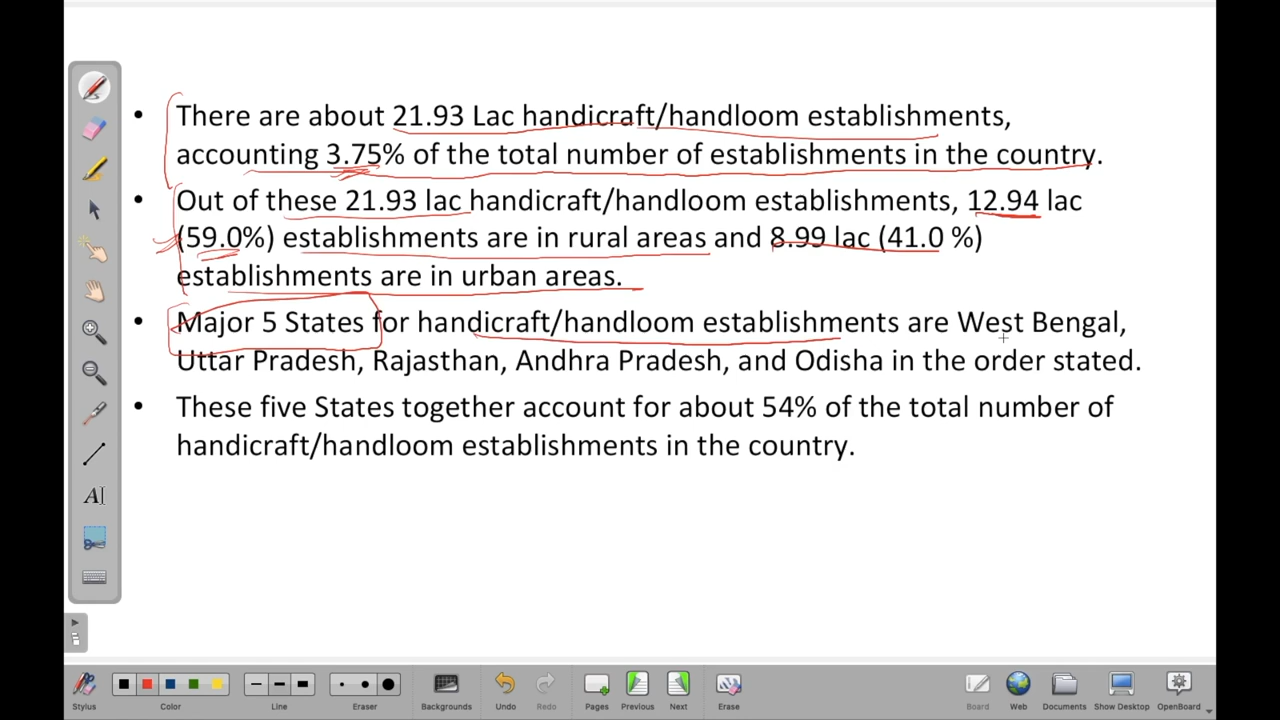 • There are about 21.93 Lac handicraft/handloom establishments,
accounting 3.75% of the total number of establishments in the country.
• Out of these 21.93 lac handicraft/handloom establishments, 12.94 lac
(59.0%) establishments are in rural areas and 8.99 lac (41.0 %)
establishments are in urban areas.
• Major 5 States for handicraft/handloom establishments are West Bengal,
Uttar Pradesh, Rajasthan, Andhra Pradesh, and Odisha in the order stated.
• These five States together account for about 54% of the total number of
handicraft/handloom establishments in the country.
AI
Stylus Color Line Eraser Backgrounds Undo Redo Pages Previous Next Erase Board Web Documents Show Desktop OpenBoard